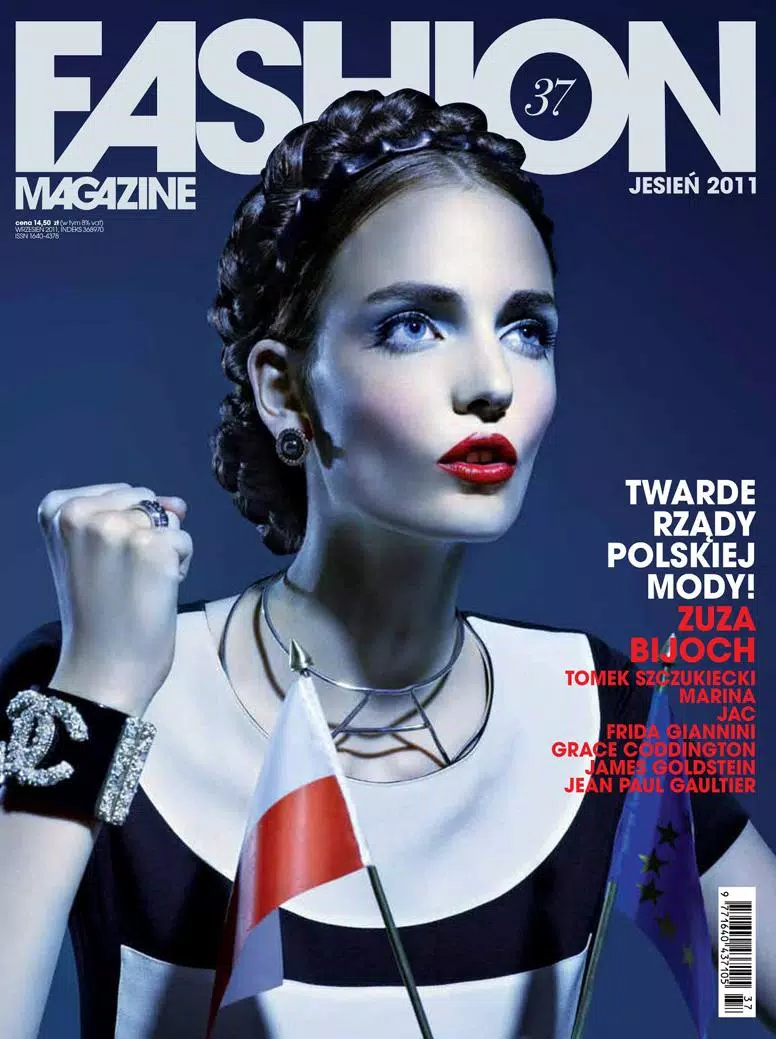 FASHION
37
MAGAZINE
JESIEŃ 2011
cena 14,50 zł (w tym 8% vat)
WRZESIEŃ 2011, INDEKS 368970
ISSN 1640-4378
TWARDE
RZĄDY
POLSKIEJ
MODY!
ZUZA
BIJOCH
TOMEK SZCZUKIECKI
MARINA
JAC
FRIDA GIANNINI
GRACE CODDINGTON
JAMES GOLDSTEIN
JEAN PAUL GAULTIER
9 771640 437105
37